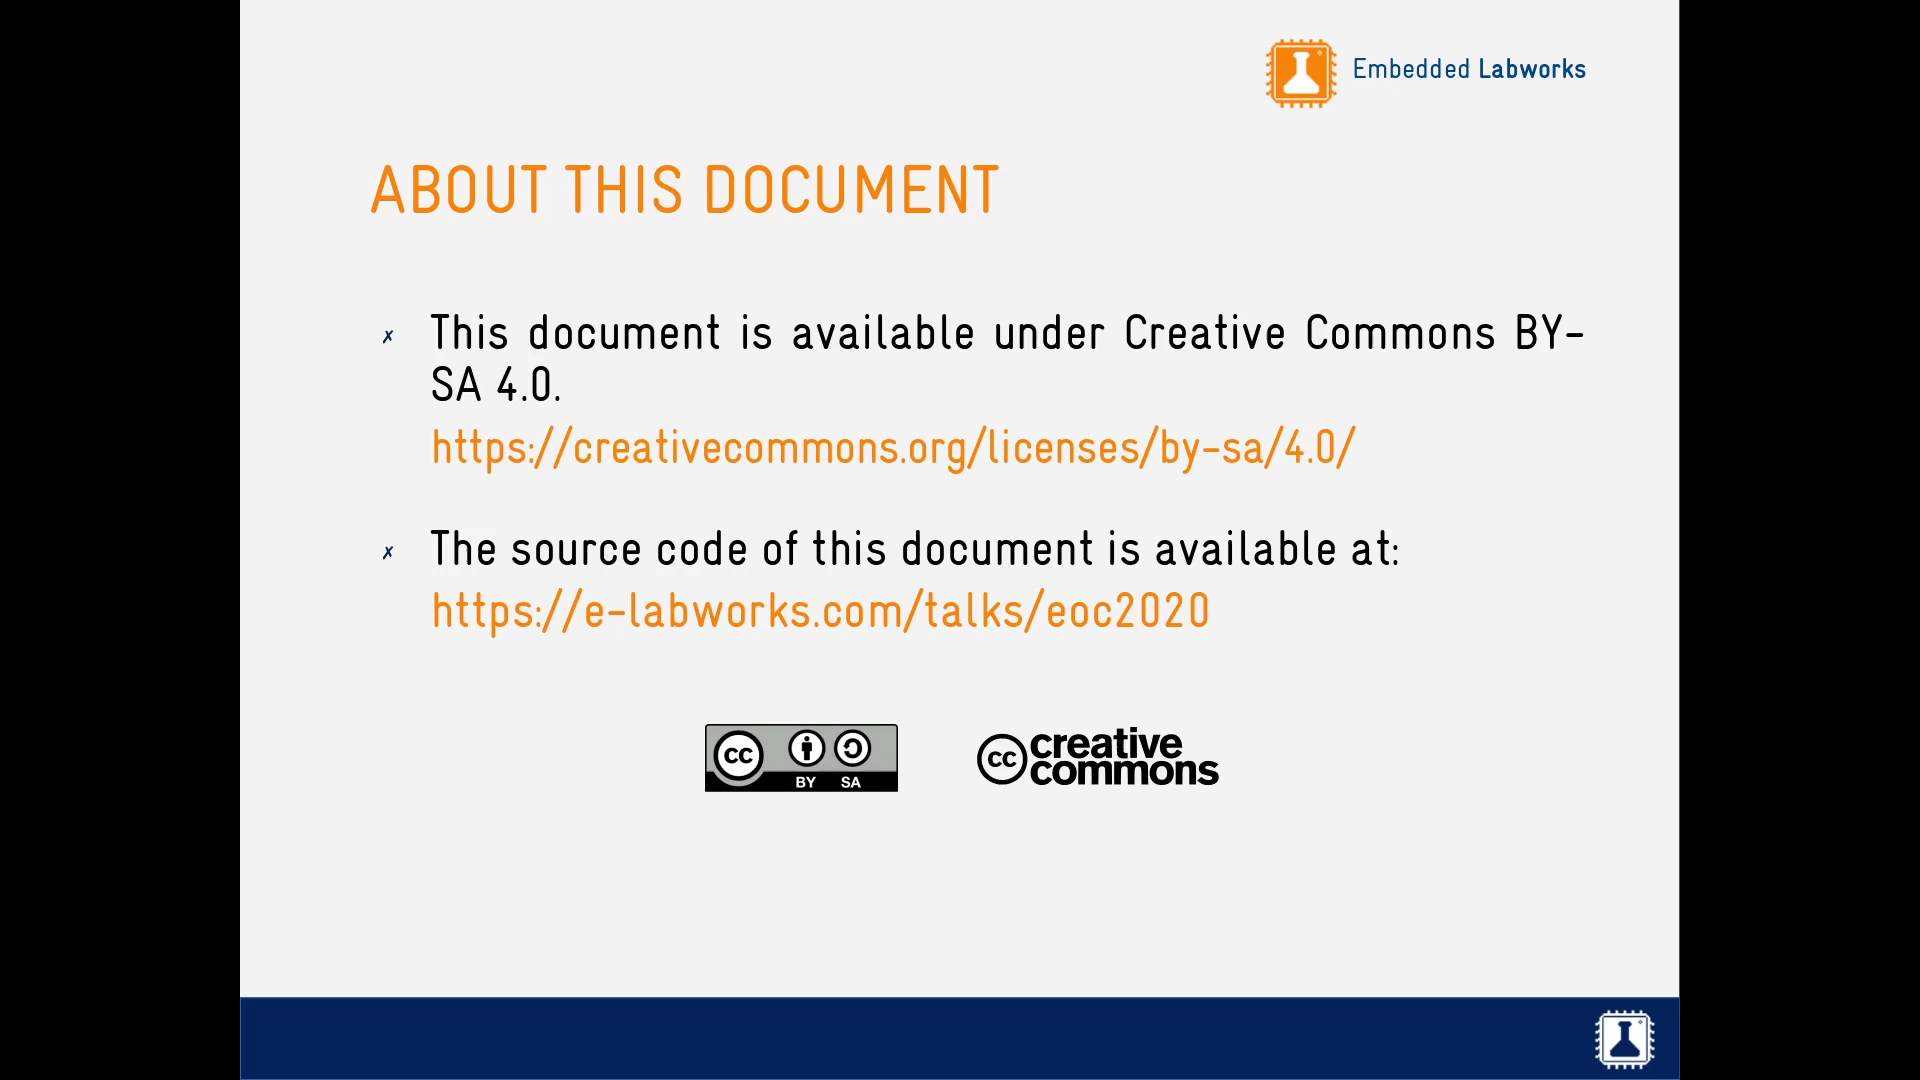 Embedded Labworks
ABOUT THIS DOCUMENT
✗ This document is available under Creative Commons BY-
SA 4.0.
https://creativecommons.org/licenses/by-sa/4.0/
✗ The source code of this document is available at:
https://e-labworks.com/talks/eoc2020
cc BY SA
cc creative
commons